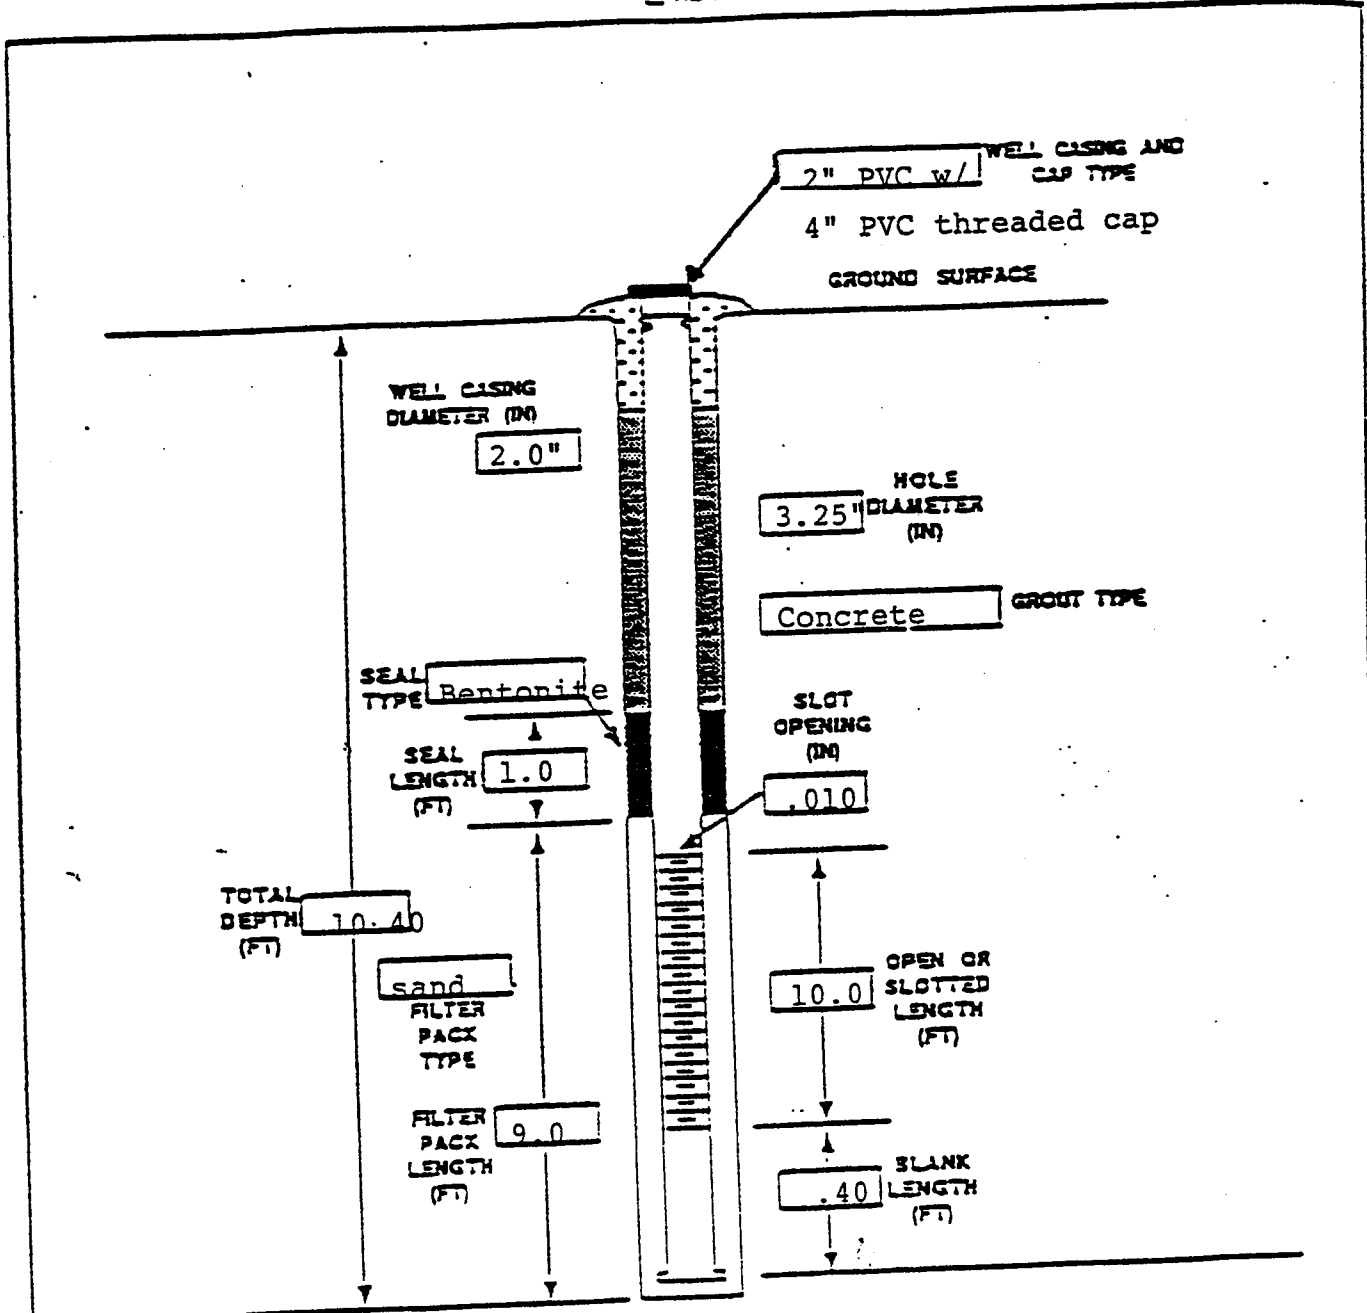 2" PVC w/ WELL CASING AND
CAP TYPE
4" PVC threaded cap
GROUND SURFACE
WELL CASING
DIAMETER (IN)
2.0"
HOLE
3.25" DIAMETER
(IN)
Concrete GROUT TYPE
SEAL
TYPE Bentonite
SLOT
OPENING
(IN)
SEAL
LENGTH 1.0
(FT)
.010
TOTAL
DEPTH 10.40
(FT)
sand
FILTER
PACK
TYPE
OPEN OR
10.0 SLOTTED
LENGTH
(FT)
FILTER
PACK 9.0
LENGTH
(FT)
BLANK
.40 LENGTH
(FT)